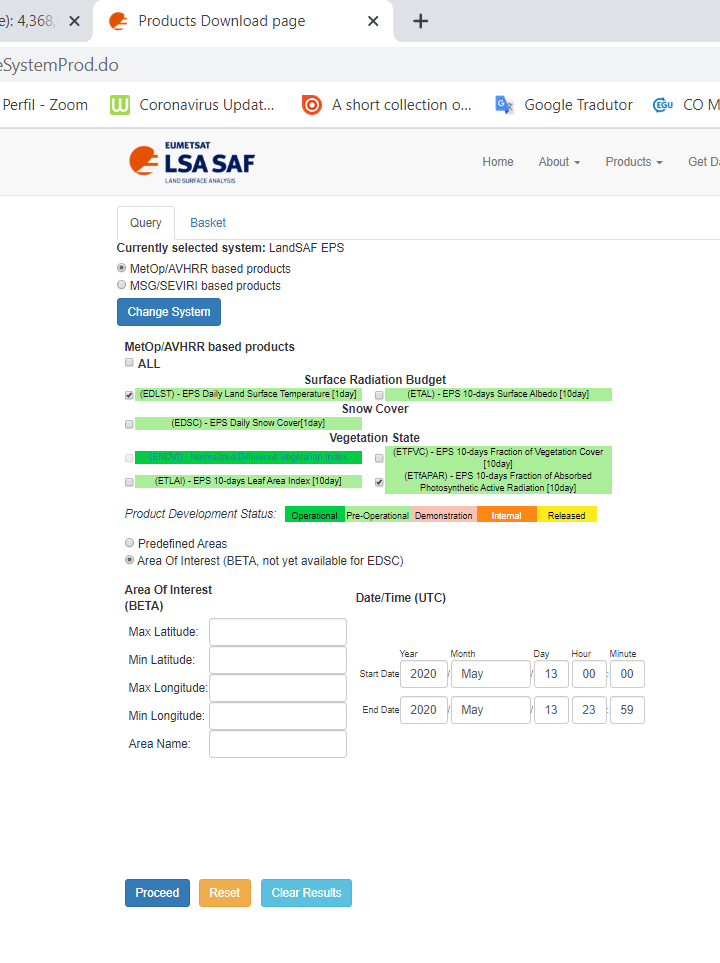 e): 4,368,
Products Download page
eSystemProd.do
Perfil - Zoom
Coronavirus Updat...
A short collection o...
Google Tradutor
EGU
CO M
EUMETSAT
LSA SAF
LAND SURFACE ANALYSIS
Home
About
Products
Get Da
Query
Basket
Currently selected system: LandSAF EPS
MetOp/AVHRR based products
MSG/SEVIRI based products
Change System
MetOp/AVHRR based products
ALL
Surface Radiation Budget
(EDLST) - EPS Daily Land Surface Temperature [1day]
(ETAL) - EPS 10-days Surface Albedo [10day]
Snow Cover
(EDSC) - EPS Daily Snow Cover[1day]
Vegetation State
(ENDVI) - Normalized Difference Vegetation Index
(ETFVC) - EPS 10-days Fraction of Vegetation Cover
[10day]
(ETLAI) - EPS 10-days Leaf Area Index [10day]
(ETfAPAR) - EPS 10-days Fraction of Absorbed
Photosynthetic Active Radiation [10day]
Product Development Status:
Operational
Pre-Operational
Demonstration
Internal
Released
Predefined Areas
Area Of Interest (BETA, not yet available for EDSC)
Area Of Interest
(BETA)
Date/Time (UTC)
Max Latitude:
Min Latitude:
Max Longitude:
Min Longitude:
Area Name:
Year Month Day Hour Minute
Start Date 2020 / May / 13 00 : 00
End Date 2020 / May / 13 23 : 59
Proceed
Reset
Clear Results